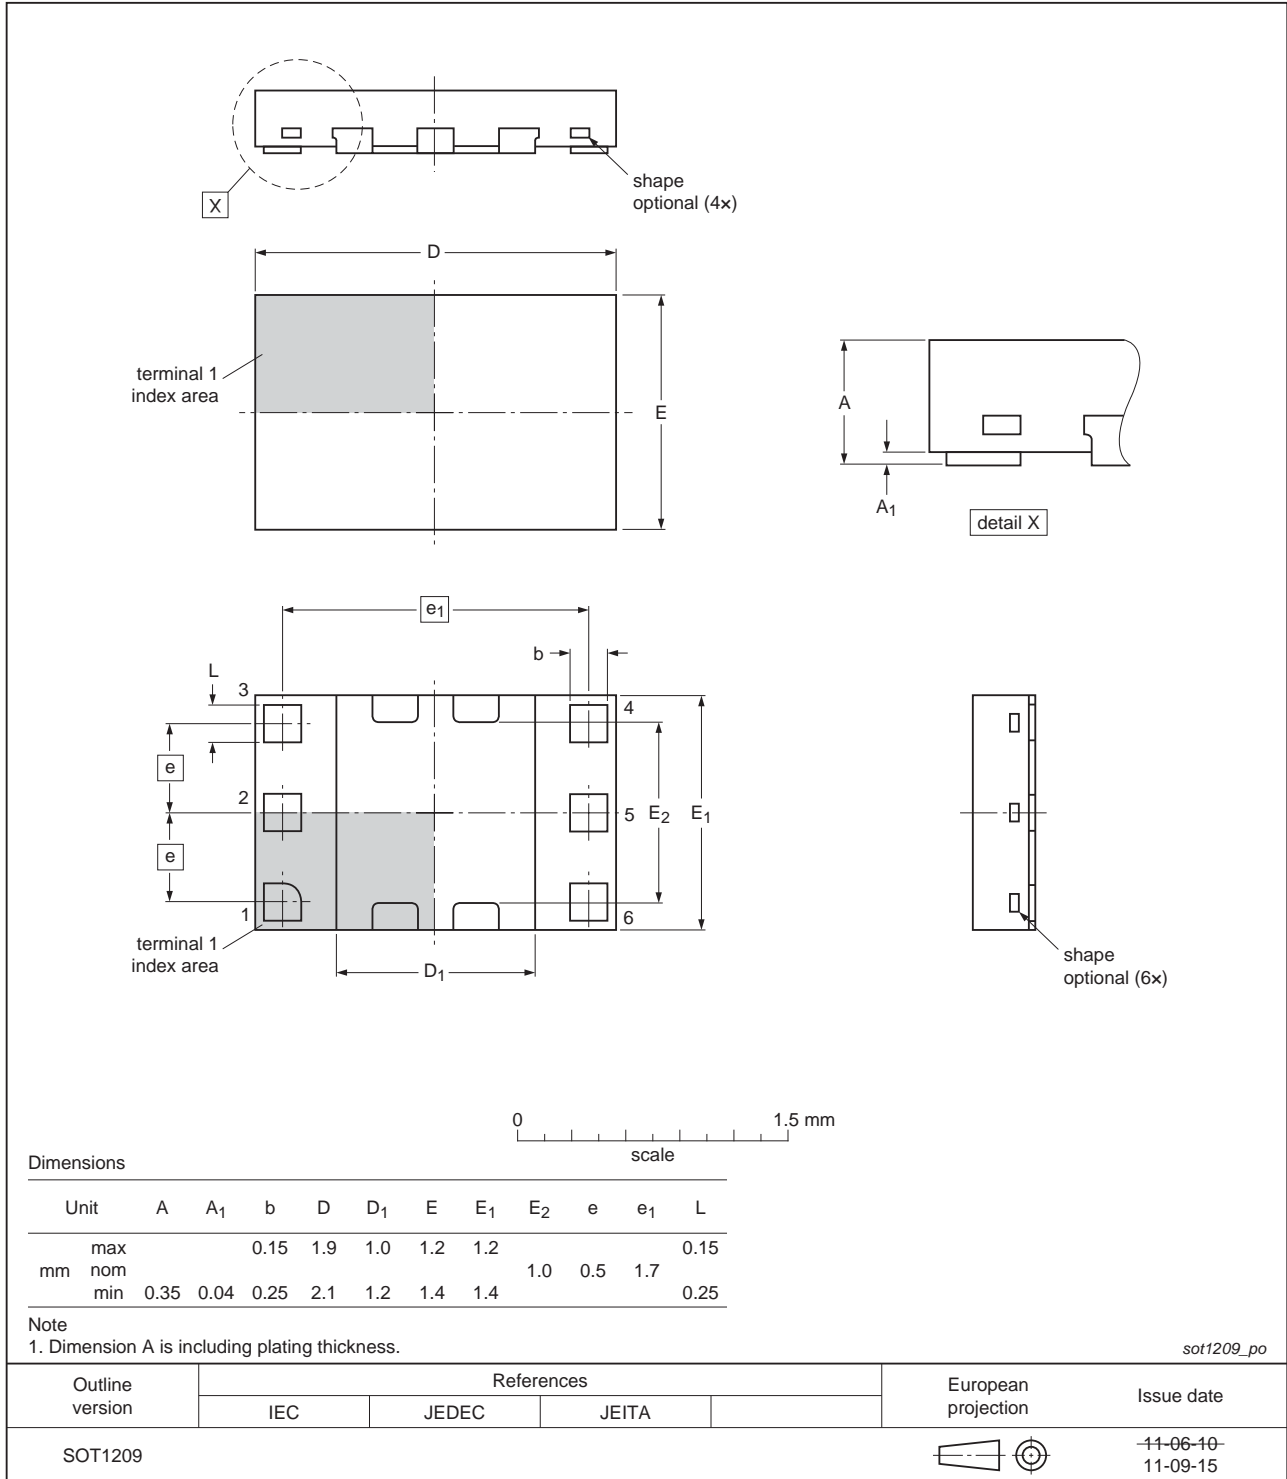 X
shape
optional (4×)
D
terminal 1
index area
E
A
A1
detail X
e1
b
L
3
4
e
2
5
E2
E1
e
1
6
terminal 1
index area
D1
shape
optional (6×)
0
1.5 mm
scale
Dimensions
Unit A A1 b D D1 E E1 E2 e e1 L
max 0.15 1.9 1.0 1.2 1.2 0.15
mm nom 1.0 0.5 1.7
min 0.35 0.04 0.25 2.1 1.2 1.4 1.4 0.25
Note
1. Dimension A is including plating thickness.
sot1209_po
Outline
version
References
IEC JEDEC JEITA
European
projection
Issue date
SOT1209
11-06-10
11-09-15